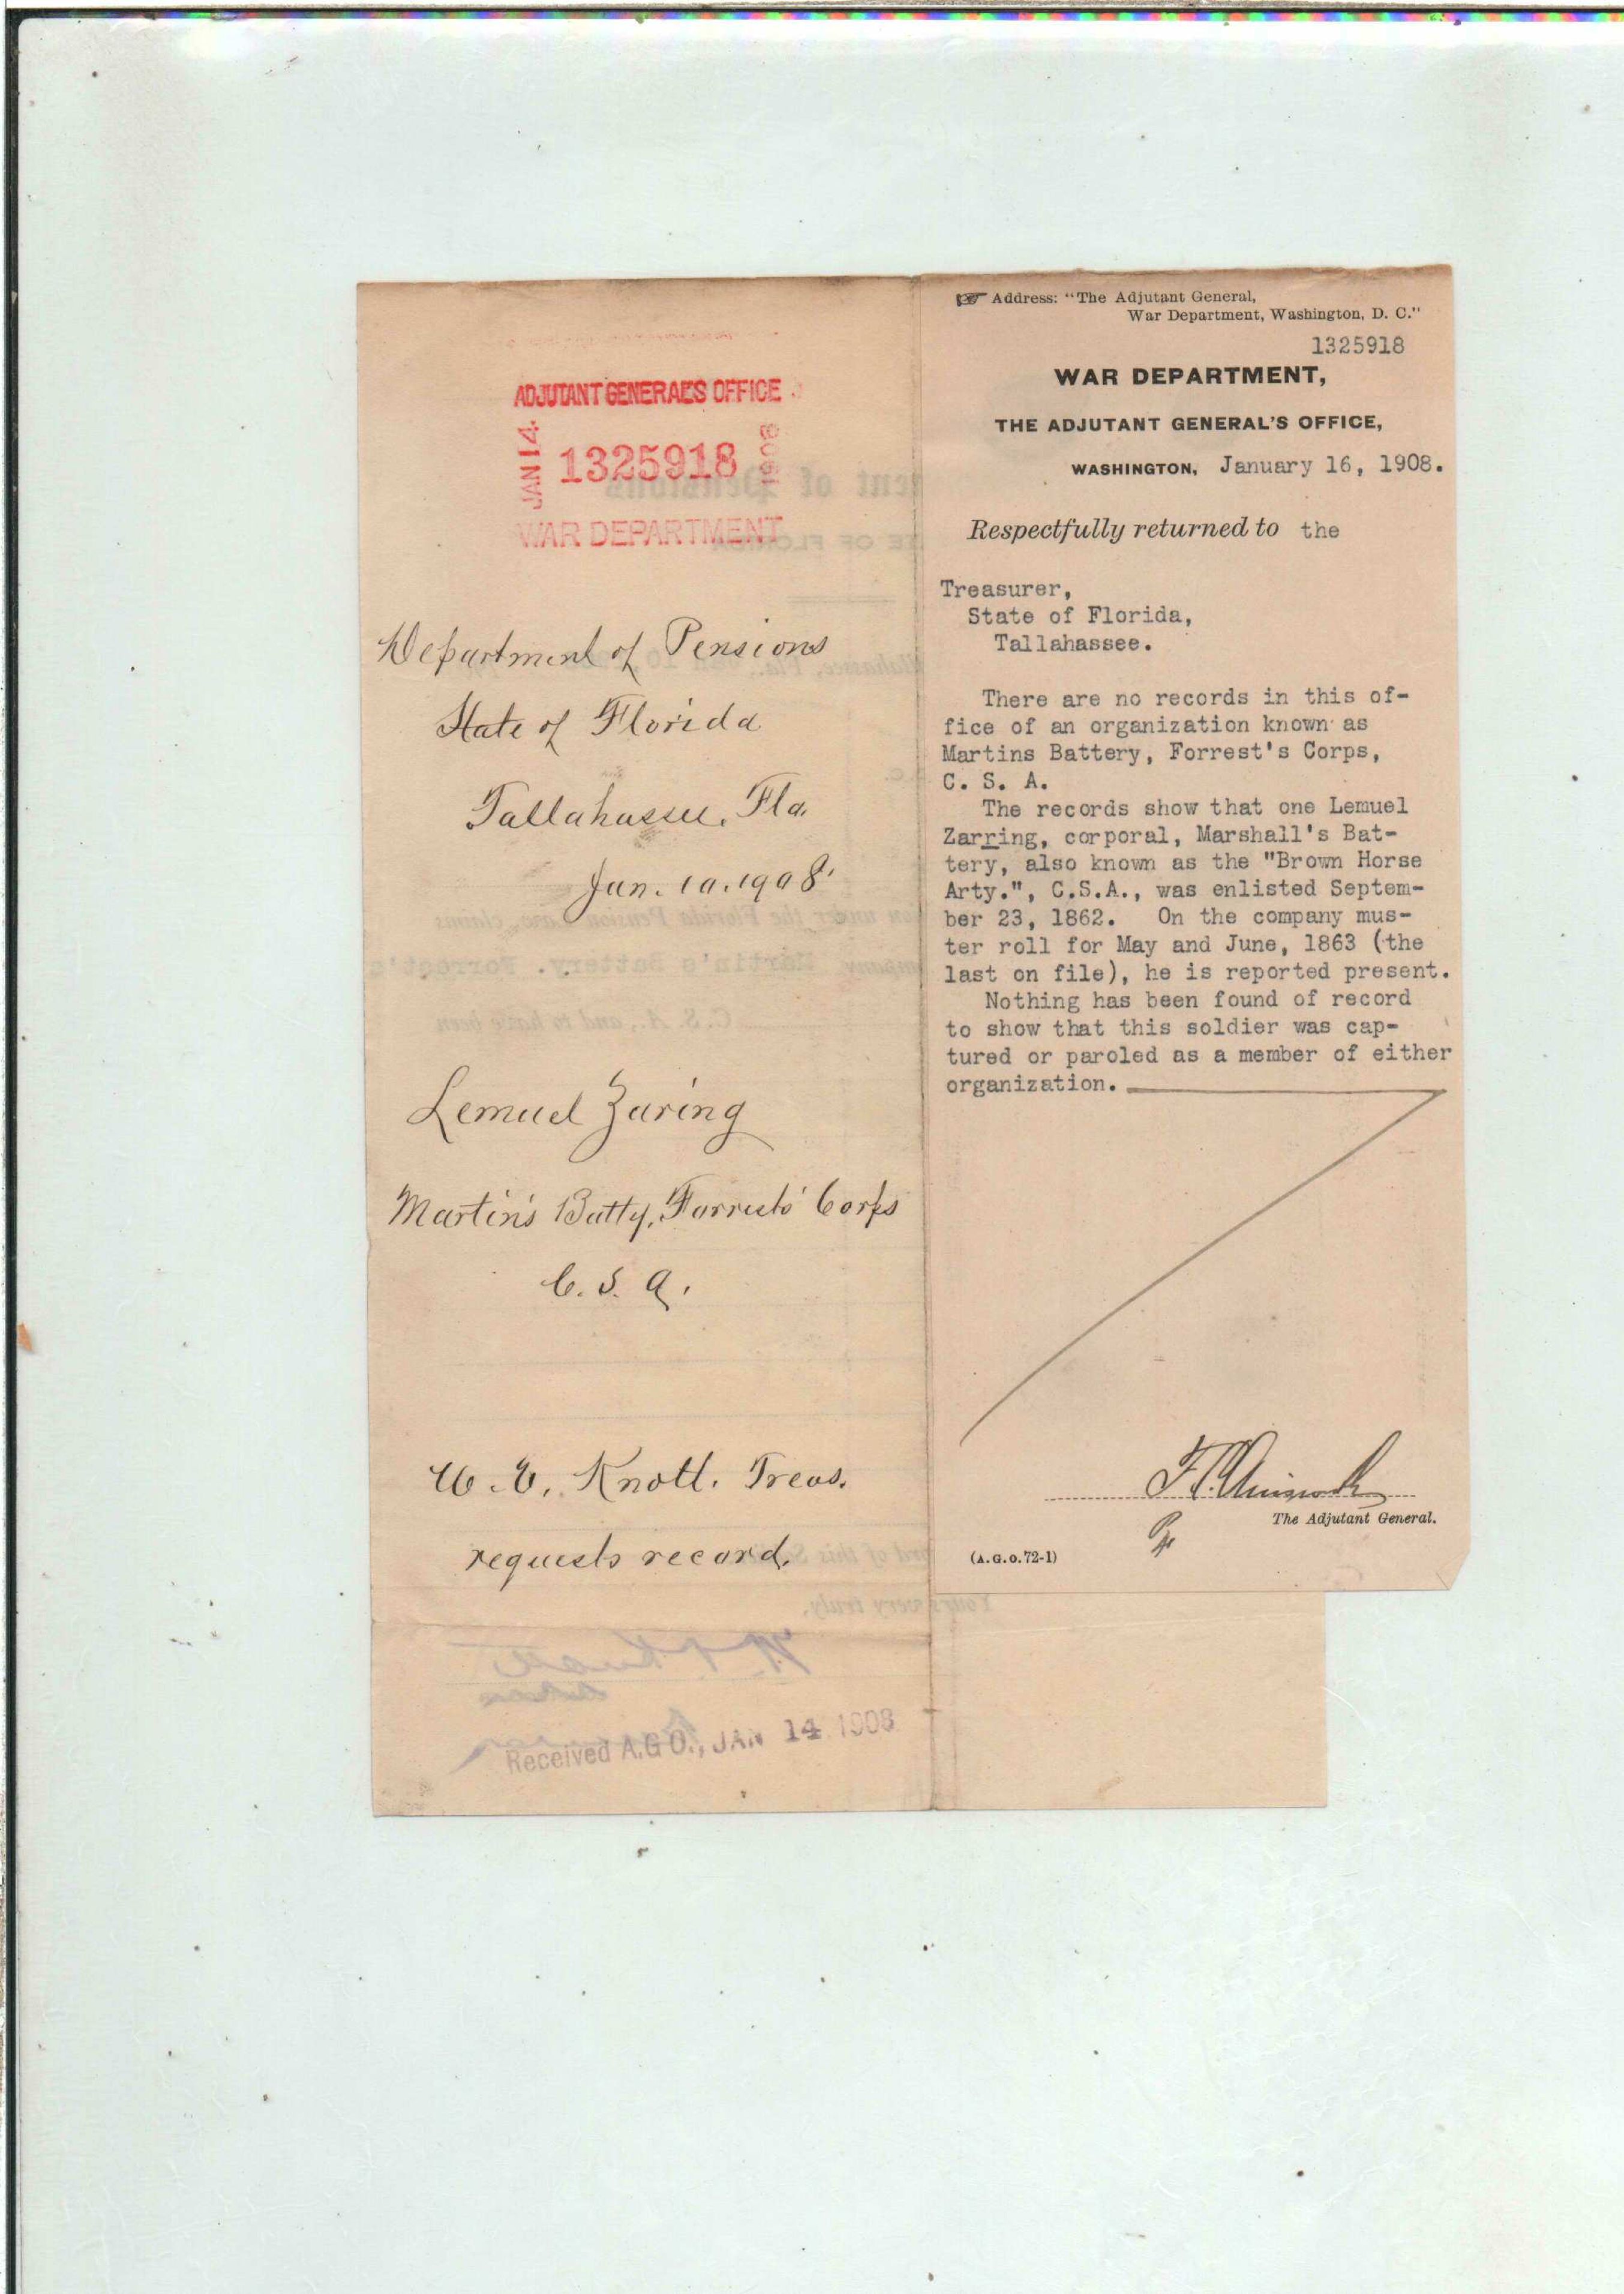 ADJUTANT GENERAL'S OFFICE
JAN 14 1325918 1908
WAR DEPARTMENT
Department of Pensions
State of Florida
Tallahassee, Fla.
Jan. 10. 1908
Lemuel Zaring
Martin's Batty, Forrests' Corps
C. S. A.
W. V. Knott. Treas.
requests record.
Received A.G.O., JAN 14 1908
Address: "The Adjutant General,
War Department, Washington, D. C."
1325918
WAR DEPARTMENT,
THE ADJUTANT GENERAL'S OFFICE,
WASHINGTON, January 16, 1908.
Respectfully returned to the
Treasurer,
State of Florida,
Tallahassee.
There are no records in this of-
fice of an organization known as
Martins Battery, Forrest's Corps,
C. S. A.
The records show that one Lemuel
Zarring, corporal, Marshall's Bat-
tery, also known as the "Brown Horse
Arty.", C.S.A., was enlisted Septem-
ber 23, 1862. On the company mus-
ter roll for May and June, 1863 (the
last on file), he is reported present.
Nothing has been found of record
to show that this soldier was cap-
tured or paroled as a member of either
organization.
The Adjutant General.
(A.G.O. 72-1)